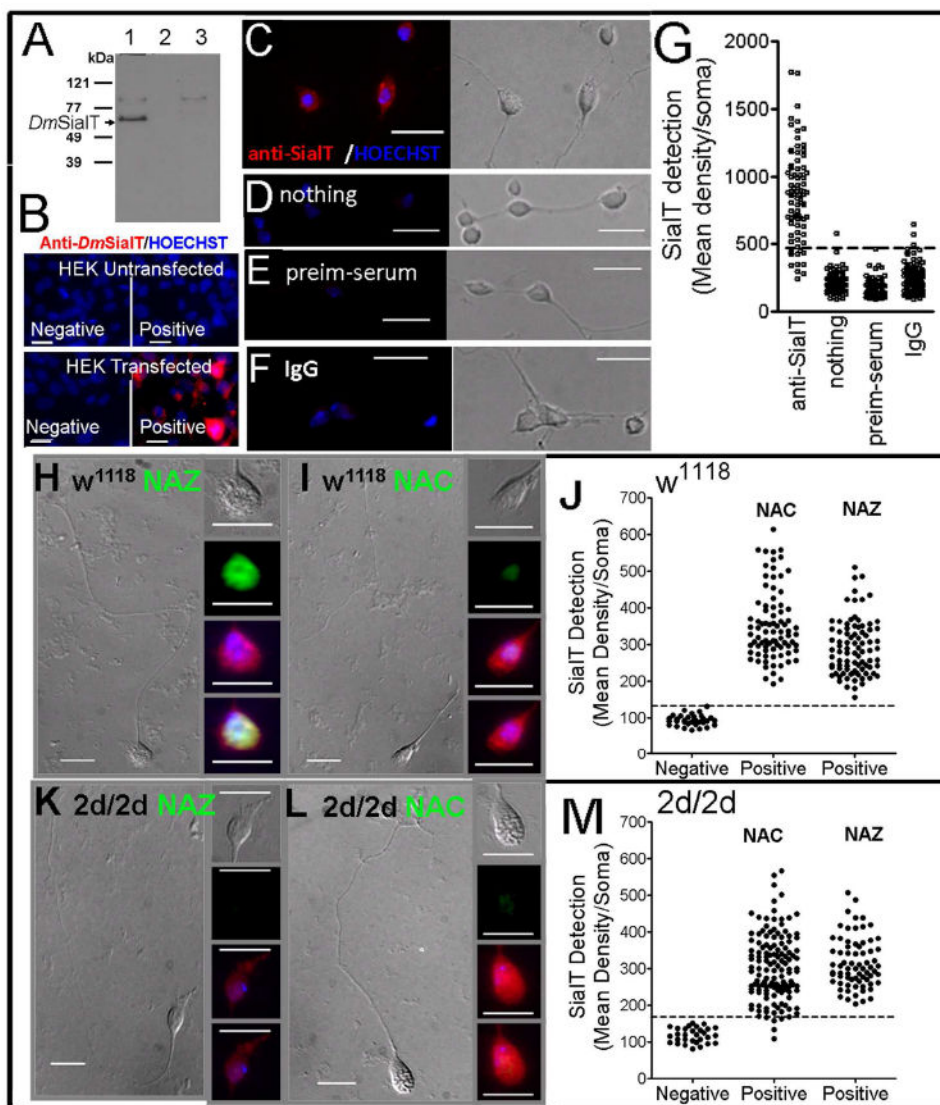 A
1 2 3
kDa
121
77
DmSialT
49
39
B
Anti-DmSialT/HOECHST
HEK Untransfected
Negative
Positive
HEK Transfected
Negative
Positive
C
anti-SialT /HOECHST
D nothing
E preim-serum
F IgG
G
SialT detection
(Mean density/soma)
2000
1500
1000
500
0
anti-SialT
nothing
preim-serum
IgG
H w1118 NAZ
I w1118 NAC
J w1118
NAC NAZ
SialT Detection
(Mean Density/Soma)
700
600
500
400
300
200
100
0
Negative Positive Positive
K 2d/2d NAZ
L 2d/2d NAC
M 2d/2d
NAC NAZ
SialT Detection
(Mean Density/Soma)
700
600
500
400
300
200
100
0
Negative Positive Positive